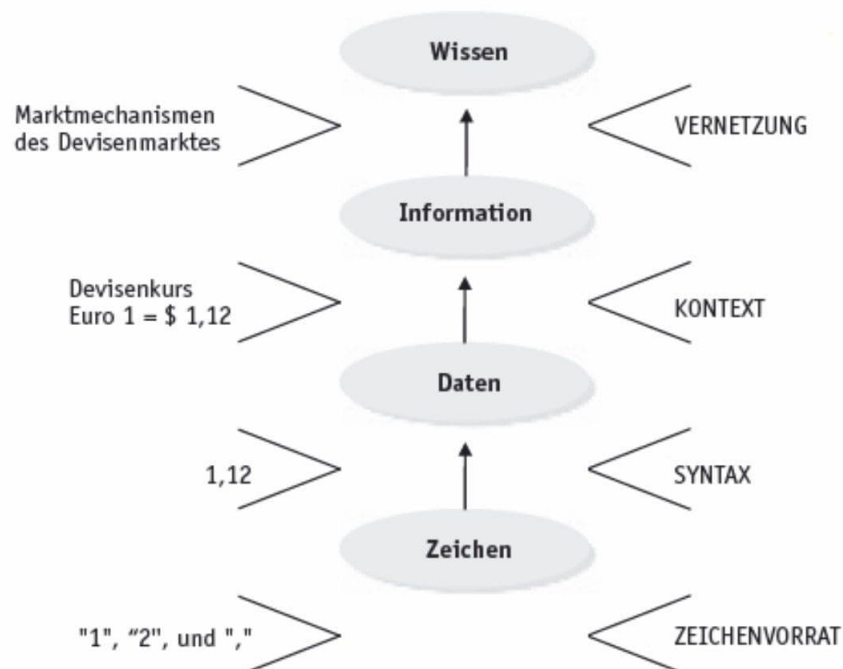 Wissen
Marktmechanismen
des Devisenmarktes
VERNETZUNG
Information
Devisenkurs
Euro 1 = $ 1,12
KONTEXT
Daten
1,12
SYNTAX
Zeichen
"1", “2", und ","
ZEICHENVORRAT